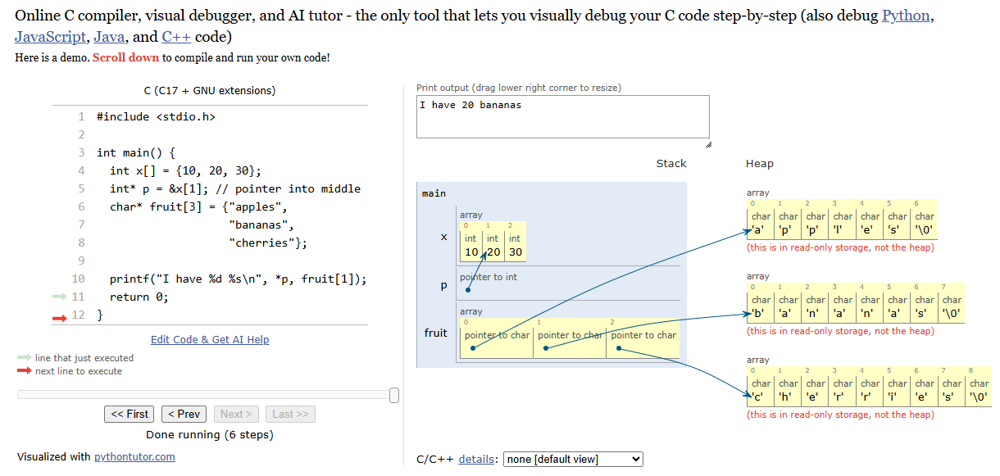 Online C compiler, visual debugger, and AI tutor - the only tool that lets you visually debug your C code step-by-step (also debug Python,
JavaScript, Java, and C++ code)
Here is a demo. Scroll down to compile and run your own code!
C (C17 + GNU extensions)
1 #include <stdio.h>
2
3 int main() {
4   int x[] = {10, 20, 30};
5   int* p = &x[1]; // pointer into middle
6   char* fruit[3] = {"apples",
7                     "bananas",
8                     "cherries"};
9
10   printf("I have %d %s\n", *p, fruit[1]);
11   return 0;
12 }
Edit Code & Get AI Help
line that just executed
next line to execute
<< First < Prev Next > Last >>
Done running (6 steps)
Visualized with pythontutor.com
Print output (drag lower right corner to resize)
I have 20 bananas
Stack Heap
main
array
0 1 2
int int int
x
10 20 30
pointer to int
p
array
0 1 2
fruit
pointer to char pointer to char pointer to char
array
0 1 2 3 4 5 6
char char char char char char char
'a' 'p' 'p' 'l' 'e' 's' '\0'
(this is in read-only storage, not the heap)
array
0 1 2 3 4 5 6 7
char char char char char char char char
'b' 'a' 'n' 'a' 'n' 'a' 's' '\0'
(this is in read-only storage, not the heap)
array
0 1 2 3 4 5 6 7 8
char char char char char char char char char
'c' 'h' 'e' 'r' 'r' 'i' 'e' 's' '\0'
(this is in read-only storage, not the heap)
C/C++ details: none [default view]